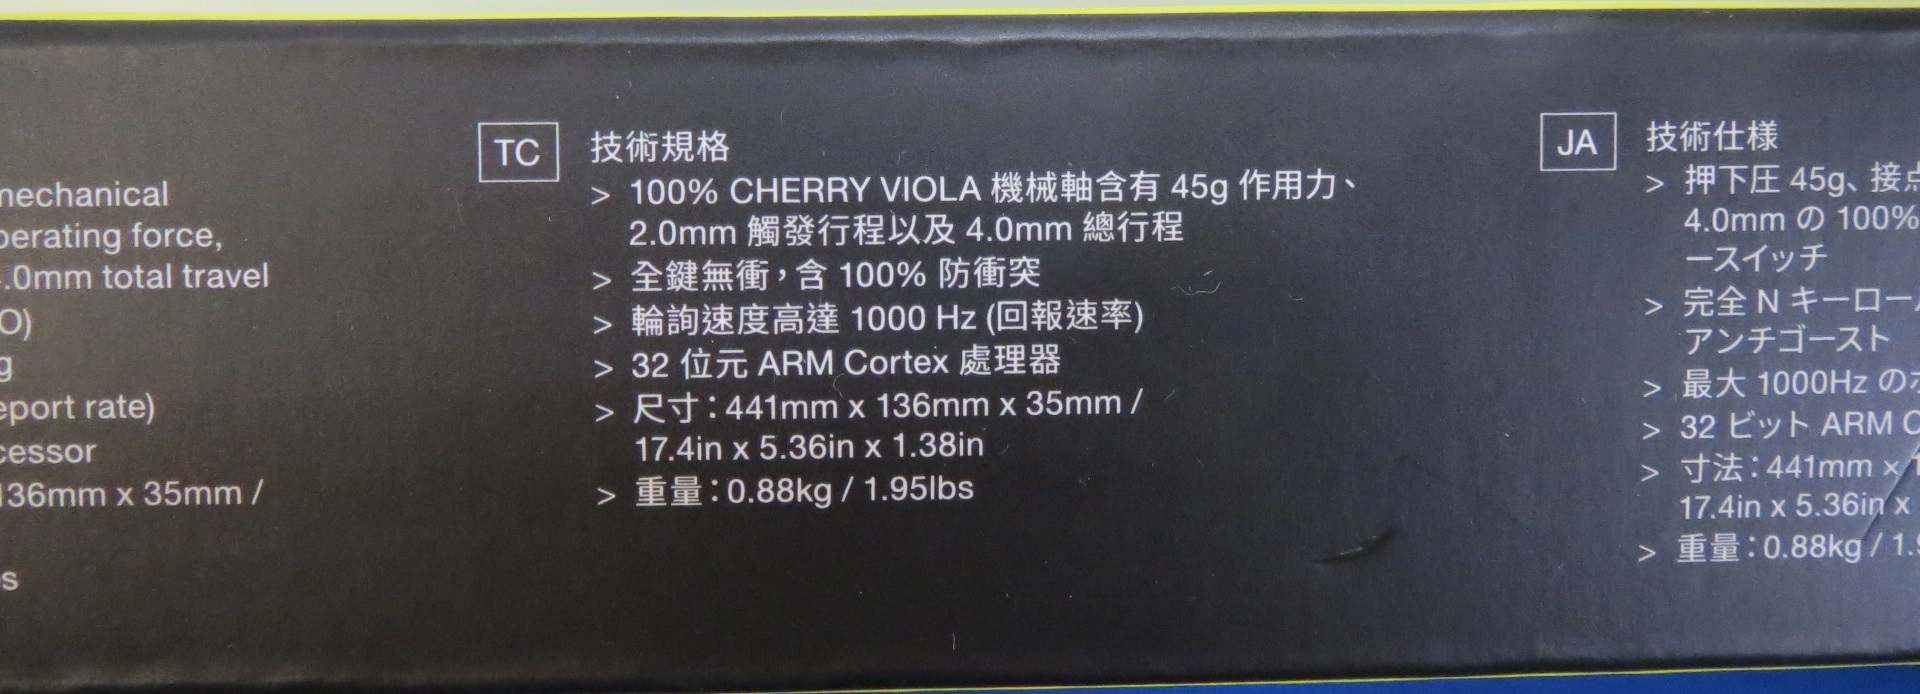 mechanical
perating force,
.0mm total travel
O)
g
eport rate)
cessor
136mm x 35mm /
s
TC 技術規格
> 100% CHERRY VIOLA 機械軸含有 45g 作用力、
2.0mm 觸發行程以及 4.0mm 總行程
> 全鍵無衝，含 100% 防衝突
> 輪詢速度高達 1000 Hz (回報速率)
> 32 位元 ARM Cortex 處理器
> 尺寸：441mm x 136mm x 35mm /
17.4in x 5.36in x 1.38in
> 重量：0.88kg / 1.95lbs
JA 技術仕様
> 押下圧 45g、接点
4.0mm の 100%
ースイッチ
> 完全 N キーロー
アンチゴースト
> 最大 1000Hz の
> 32 ビット ARM C
> 寸法：441mm × 1
17.4in x 5.36in x
> 重量：0.88kg / 1.9